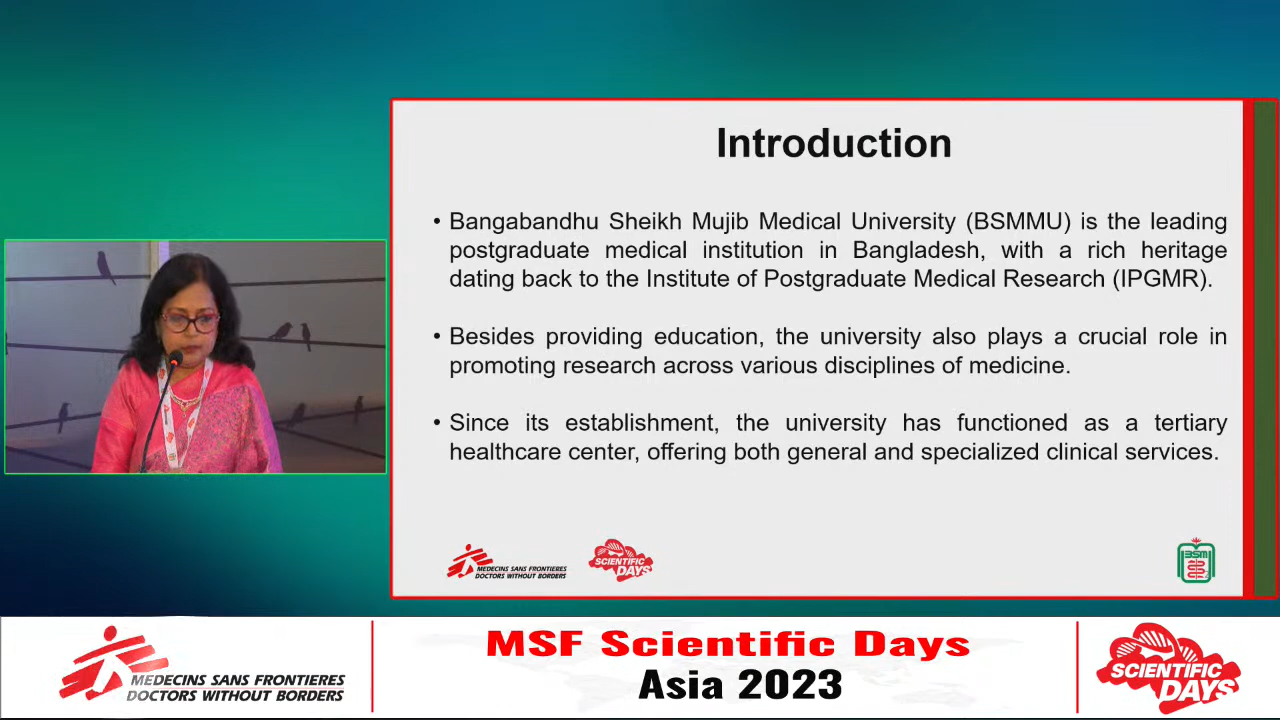 Introduction
• Bangabandhu Sheikh Mujib Medical University (BSMMU) is the leading
postgraduate medical institution in Bangladesh, with a rich heritage
dating back to the Institute of Postgraduate Medical Research (IPGMR).
• Besides providing education, the university also plays a crucial role in
promoting research across various disciplines of medicine.
• Since its establishment, the university has functioned as a tertiary
healthcare center, offering both general and specialized clinical services.
MEDECINS SANS FRONTIERES
DOCTORS WITHOUT BORDERS
SCIENTIFIC
DAYS
MEDECINS SANS FRONTIERES
DOCTORS WITHOUT BORDERS
MSF Scientific Days
Asia 2023
SCIENTIFIC
DAYS